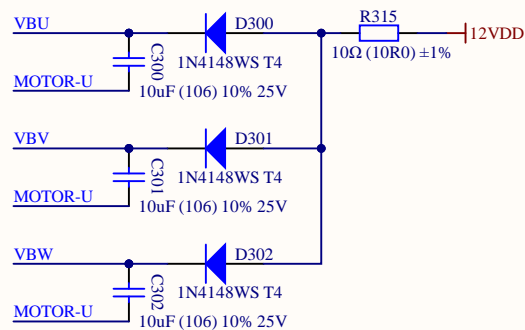 VBU
D300
R315
12VDD
C300
10Ω (10R0) ±1%
MOTOR-U
1N4148WS T4
10uF (106) 10% 25V
VBV
D301
C301
1N4148WS T4
MOTOR-U
10uF (106) 10% 25V
VBW
D302
C302
1N4148WS T4
MOTOR-U
10uF (106) 10% 25V